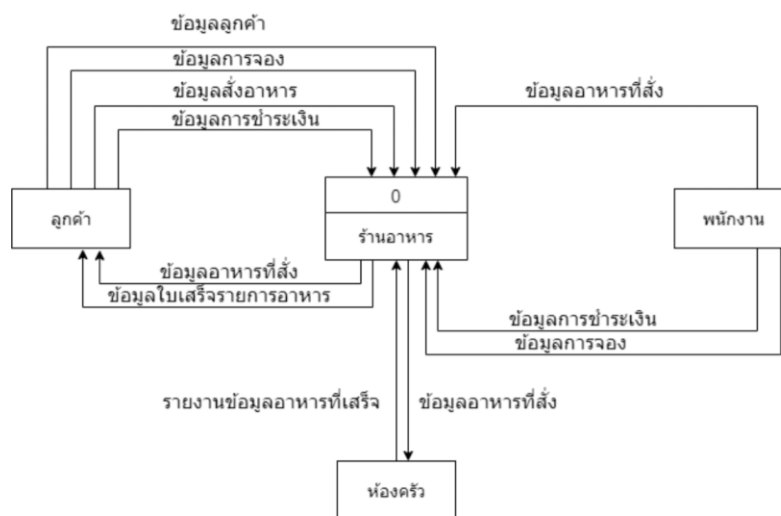 ข้อมูลลูกค้า
ข้อมูลการจอง
ข้อมูลสั่งอาหาร
ข้อมูลการชำระเงิน
ข้อมูลอาหารที่สั่ง
0
ร้านอาหาร
ลูกค้า
พนักงาน
ข้อมูลอาหารที่สั่ง
ข้อมูลใบเสร็จรายการอาหาร
ข้อมูลการชำระเงิน
ข้อมูลการจอง
รายงานข้อมูลอาหารที่เสร็จ
ข้อมูลอาหารที่สั่ง
ห้องครัว